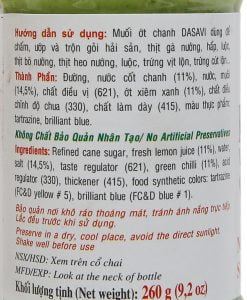 Hướng dẫn sử dụng: Muối ớt chanh DASAVI dùng để
chấm, ướp và trộn gỏi hải sản, thịt gà nướng, hấp, luộc,
thịt bò nướng, thịt heo nướng, luộc, trứng vịt lộn, trứng cút lộn...
Thành Phần: Đường, nước cốt chanh (11%), nước, muối
(14,5%), chất điều vị (621), ớt xiêm xanh (11%), chất điều
chỉnh độ chua (330), chất làm dày (415), màu thực phẩm:
tartrazine, brillian blue.
Không Chất Bảo Quản Nhân Tạo/ No Artificial Preservatives
Ingredients: Refined cane sugar, fresh lemon juice (11%), water,
salt (14,5%), taste regulator (621), green chilli (11%), acid
regulator (330), thickener (415), food synthetic colors: tartrazine
(FC&D yellow # 5), brillient blue (FC&D blue # 1).
Bảo quản nơi khô ráo thoáng mát, tránh ánh nắng trực tiếp
Lắc đều trước khi sử dụng.
Preserve in a dry, cool place, avoid the direct sunlight
Shake well before use
NSX/HSD: Xem trên cổ chai
MFD/EXP: Look at the neck of bottle
Khối lượng tịnh (Net weight): 260 g (9,2 oz)